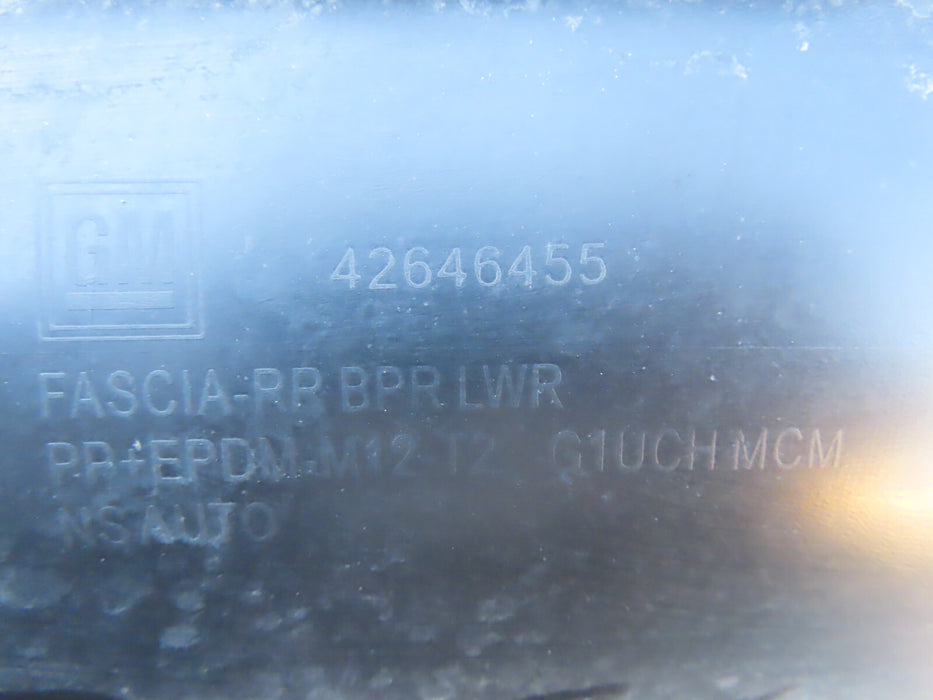 GM
42646455
FASCIA-RR BPR LWR
PP+EPDM-M12-T2 G1UCH MCM
NS AUTO